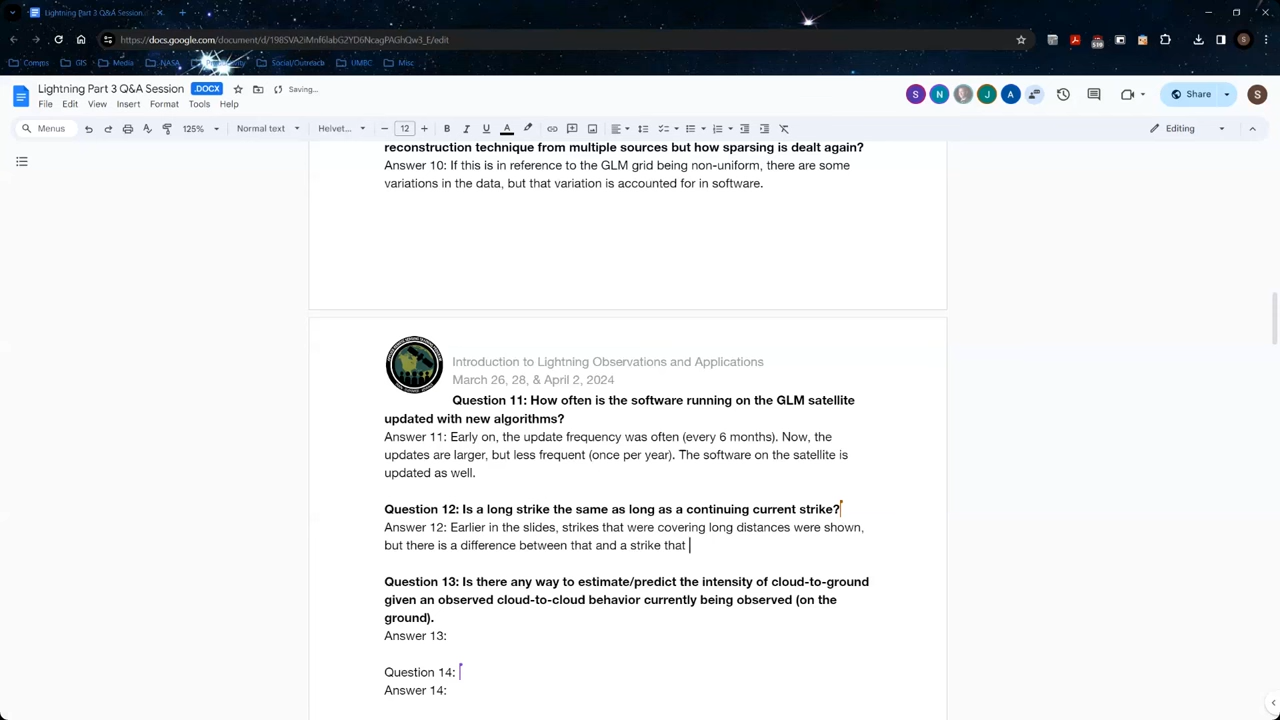 Lightning Part 3 Q&A Session.
https://docs.google.com/document/d/
/edit
Comps GIS Media NASA Social/Outreach UMBC Misc
Lightning Part 3 Q&A Session .DOCX Saving...
File Edit View Insert Format Tools Help
Share S
S N J A
Menus 125% Normal text Helvet... 12 B I U A Editing
reconstruction technique from multiple sources but how sparsing is dealt again?
Answer 10: If this is in reference to the GLM grid being non-uniform, there are some
variations in the data, but that variation is accounted for in software.
Introduction to Lightning Observations and Applications
March 26, 28, & April 2, 2024
Question 11: How often is the software running on the GLM satellite
updated with new algorithms?
Answer 11: Early on, the update frequency was often (every 6 months). Now, the
updates are larger, but less frequent (once per year). The software on the satellite is
updated as well.
Question 12: Is a long strike the same as long as a continuing current strike?
Answer 12: Earlier in the slides, strikes that were covering long distances were shown,
but there is a difference between that and a strike that
Question 13: Is there any way to estimate/predict the intensity of cloud-to-ground
given an observed cloud-to-cloud behavior currently being observed (on the
ground).
Answer 13:
Question 14:
Answer 14: